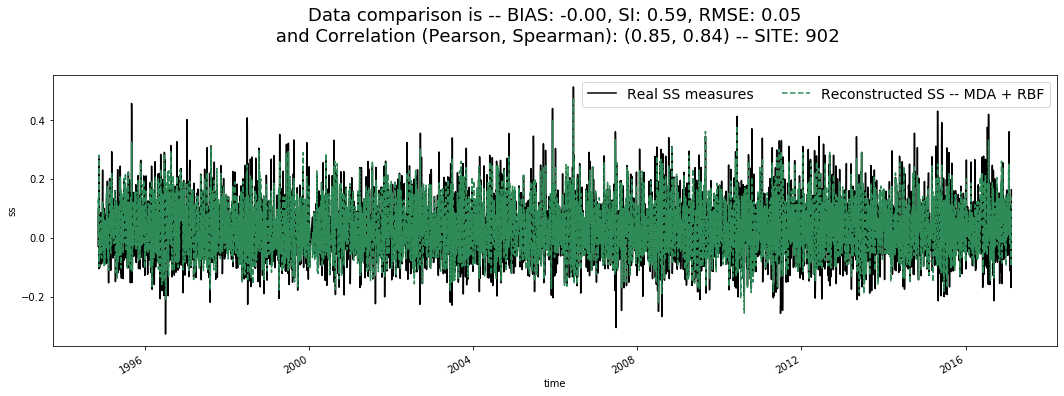 Data comparison is -- BIAS: -0.00, SI: 0.59, RMSE: 0.05
and Correlation (Pearson, Spearman): (0.85, 0.84) -- SITE: 902
Real SS measures
Reconstructed SS -- MDA + RBF
ss
0.4
0.2
0.0
−0.2
1996
2000
2004
2008
2012
2016
time